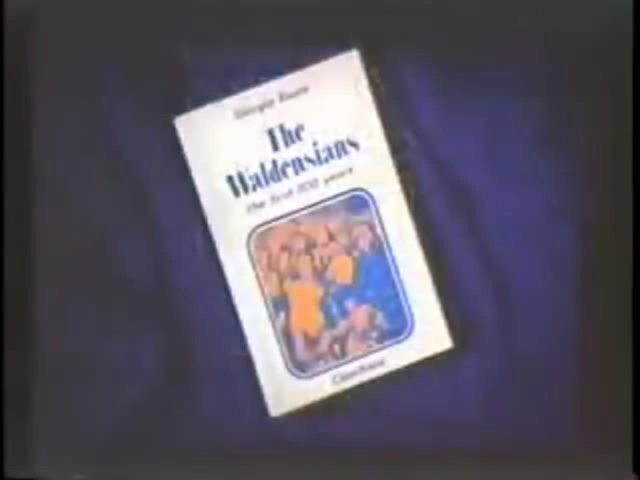 Giorgio Tourn
The
Waldensians
the first 800 years
Claudiana